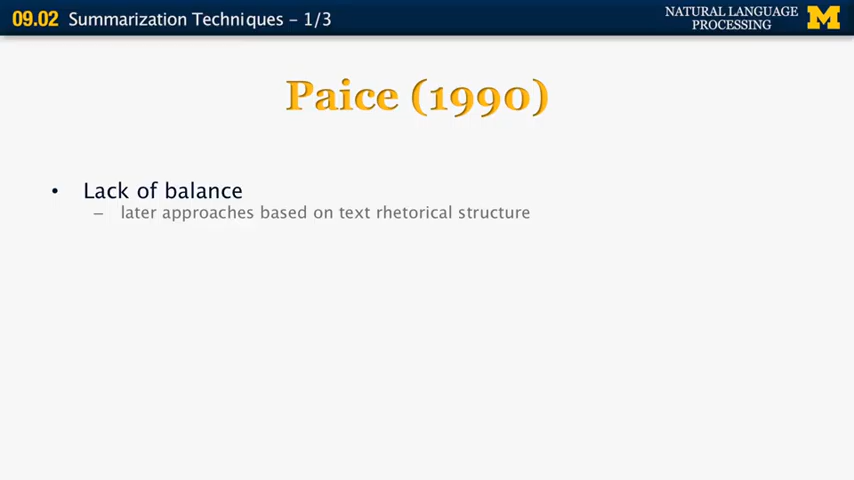 09.02 Summarization Techniques – 1/3
NATURAL LANGUAGE
PROCESSING
M
Paice (1990)
• Lack of balance
– later approaches based on text rhetorical structure